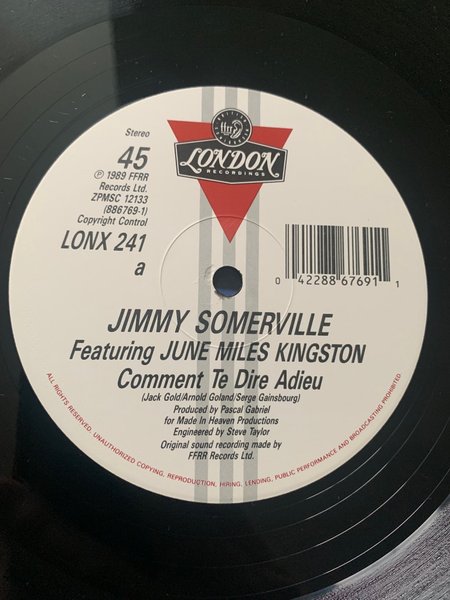 Stereo
45
℗ 1989 FFRR
Records Ltd.
ZPMSC 12133
(886769-1)
Copyright Control
LONX 241
a
ffrr
LONDON
RECORDINGS
0 42288 67691 1
JIMMY SOMERVILLE
Featuring JUNE MILES KINGSTON
Comment Te Dire Adieu
(Jack Gold/Arnold Goland/Serge Gainsbourg)
Produced by Pascal Gabriel
for Made In Heaven Productions
Engineered by Steve Taylor
Original sound recording made by
FFRR Records Ltd.
ALL RIGHTS RESERVED. UNAUTHORIZED COPYING, REPRODUCTION, HIRING, LENDING, PUBLIC PERFORMANCE AND BROADCASTING PROHIBITED